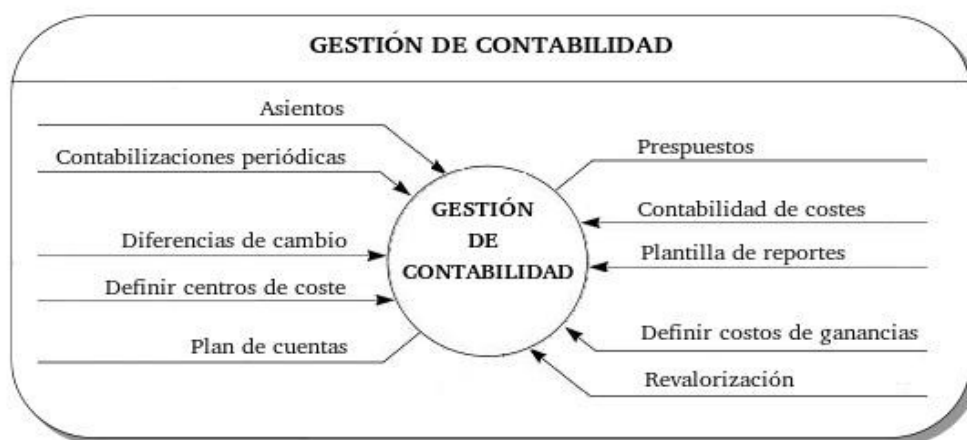 GESTIÓN DE CONTABILIDAD
Asientos
Contabilizaciones periódicas
Diferencias de cambio
Definir centros de coste
Plan de cuentas
GESTIÓN
DE
CONTABILIDAD
Prespuestos
Contabilidad de costes
Plantilla de reportes
Definir costos de ganancias
Revalorización